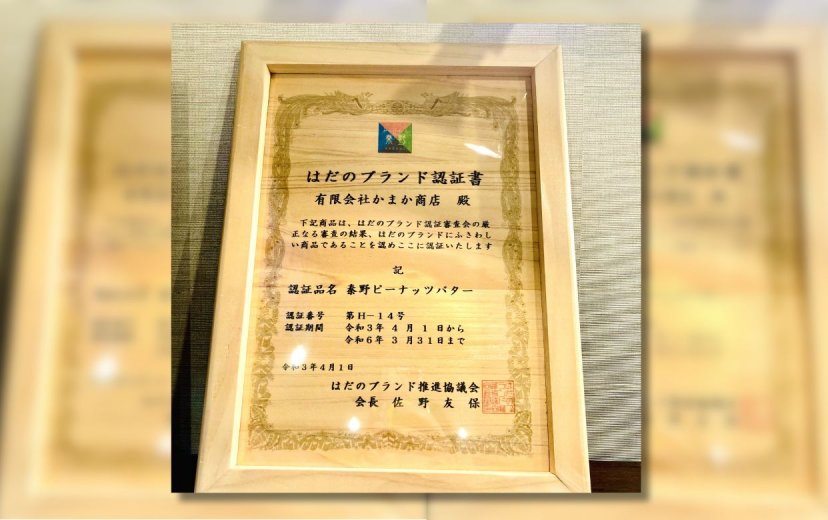 はだのブランド認証書
有限会社かまか商店 殿
下記商品は、はだのブランド認証審査会の厳
正なる審査の結果、はだのブランドにふさわし
い商品であることを認めここに認証いたします
記
認証品名 秦野ピーナッツバター
認証番号 第H-14号
認証期間 令和3年 4 月 1 日から
令和6年 3 月31日まで
令和3年4月1日
はだのブランド推進協議会
会長 佐 野 友 保